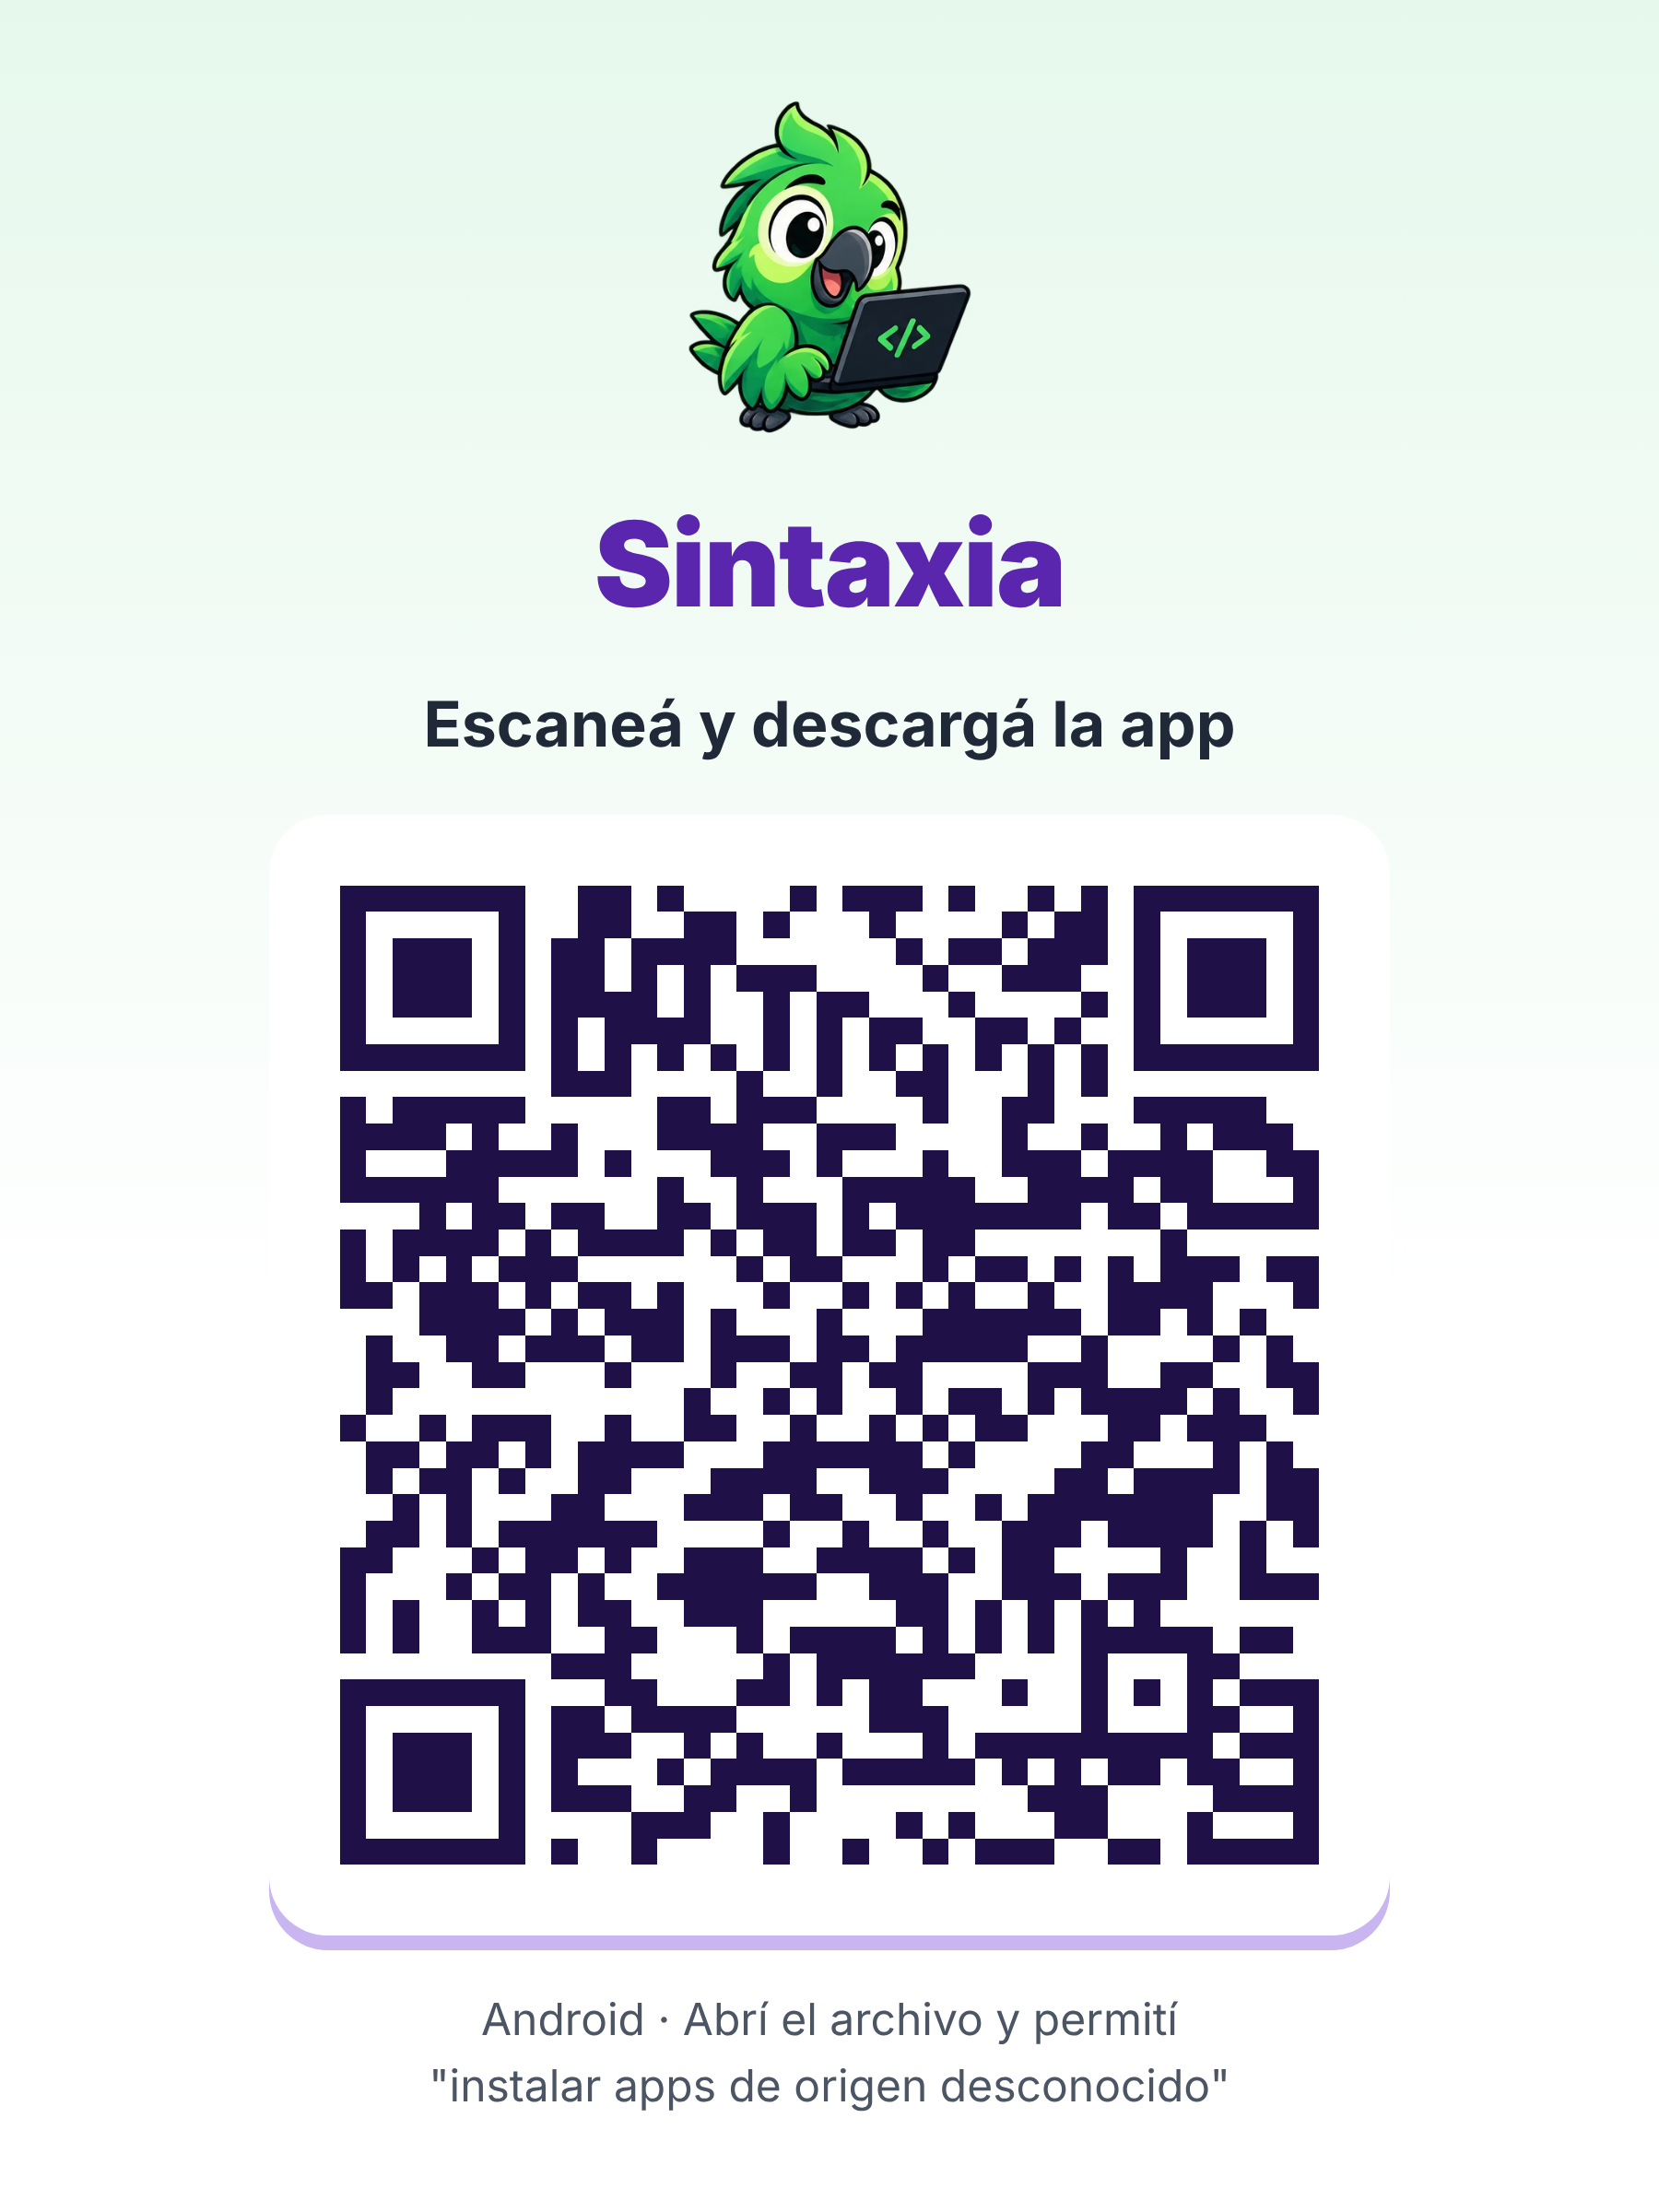 </>
Sintaxia
Escaneá y descargá la app
Android · Abrí el archivo y permití
"instalar apps de origen desconocido"